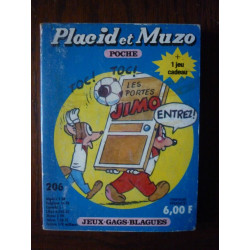 Placid et Muzo
POCHE
+
1 jeu
cadeau
TOC!
TOC!
LES
PORTES
JIMO
ENTREZ!
206
6,00 F
JEUX-GAGS-BLAGUES